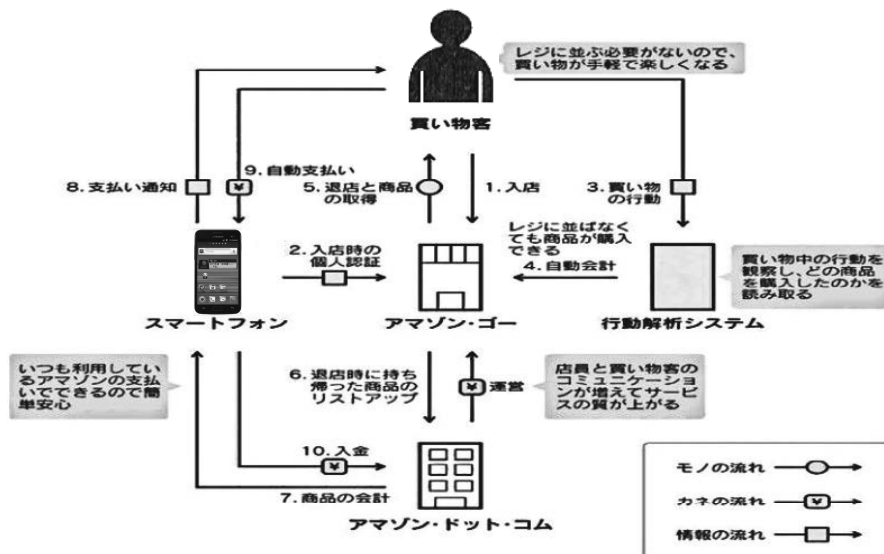 レジに並ぶ必要がないので、
買い物が手軽で楽しくなる
買い物客
8. 支払い通知
9. 自動支払い
¥
5. 退店と商品
の取得
1. 入店
3. 買い物
の行動
2. 入店時の
個人認証
レジに並ばなく
ても商品が購入
できる
4. 自動会計
買い物中の行動を
観察し、どの商品
を購入したのかを
読み取る
スマートフォン
アマゾン・ゴー
行動解析システム
いつも利用してい
るアマゾンの支払
いでできるので簡
単安心
6. 退店時に持ち
帰った商品の
リストアップ
¥
運営
店員と買い物客の
コミュニケーショ
ンが増えてサービ
スの質が上がる
10. 入金
¥
7. 商品の会計
アマゾン・ドット・コム
モノの流れ
カネの流れ
¥
情報の流れ